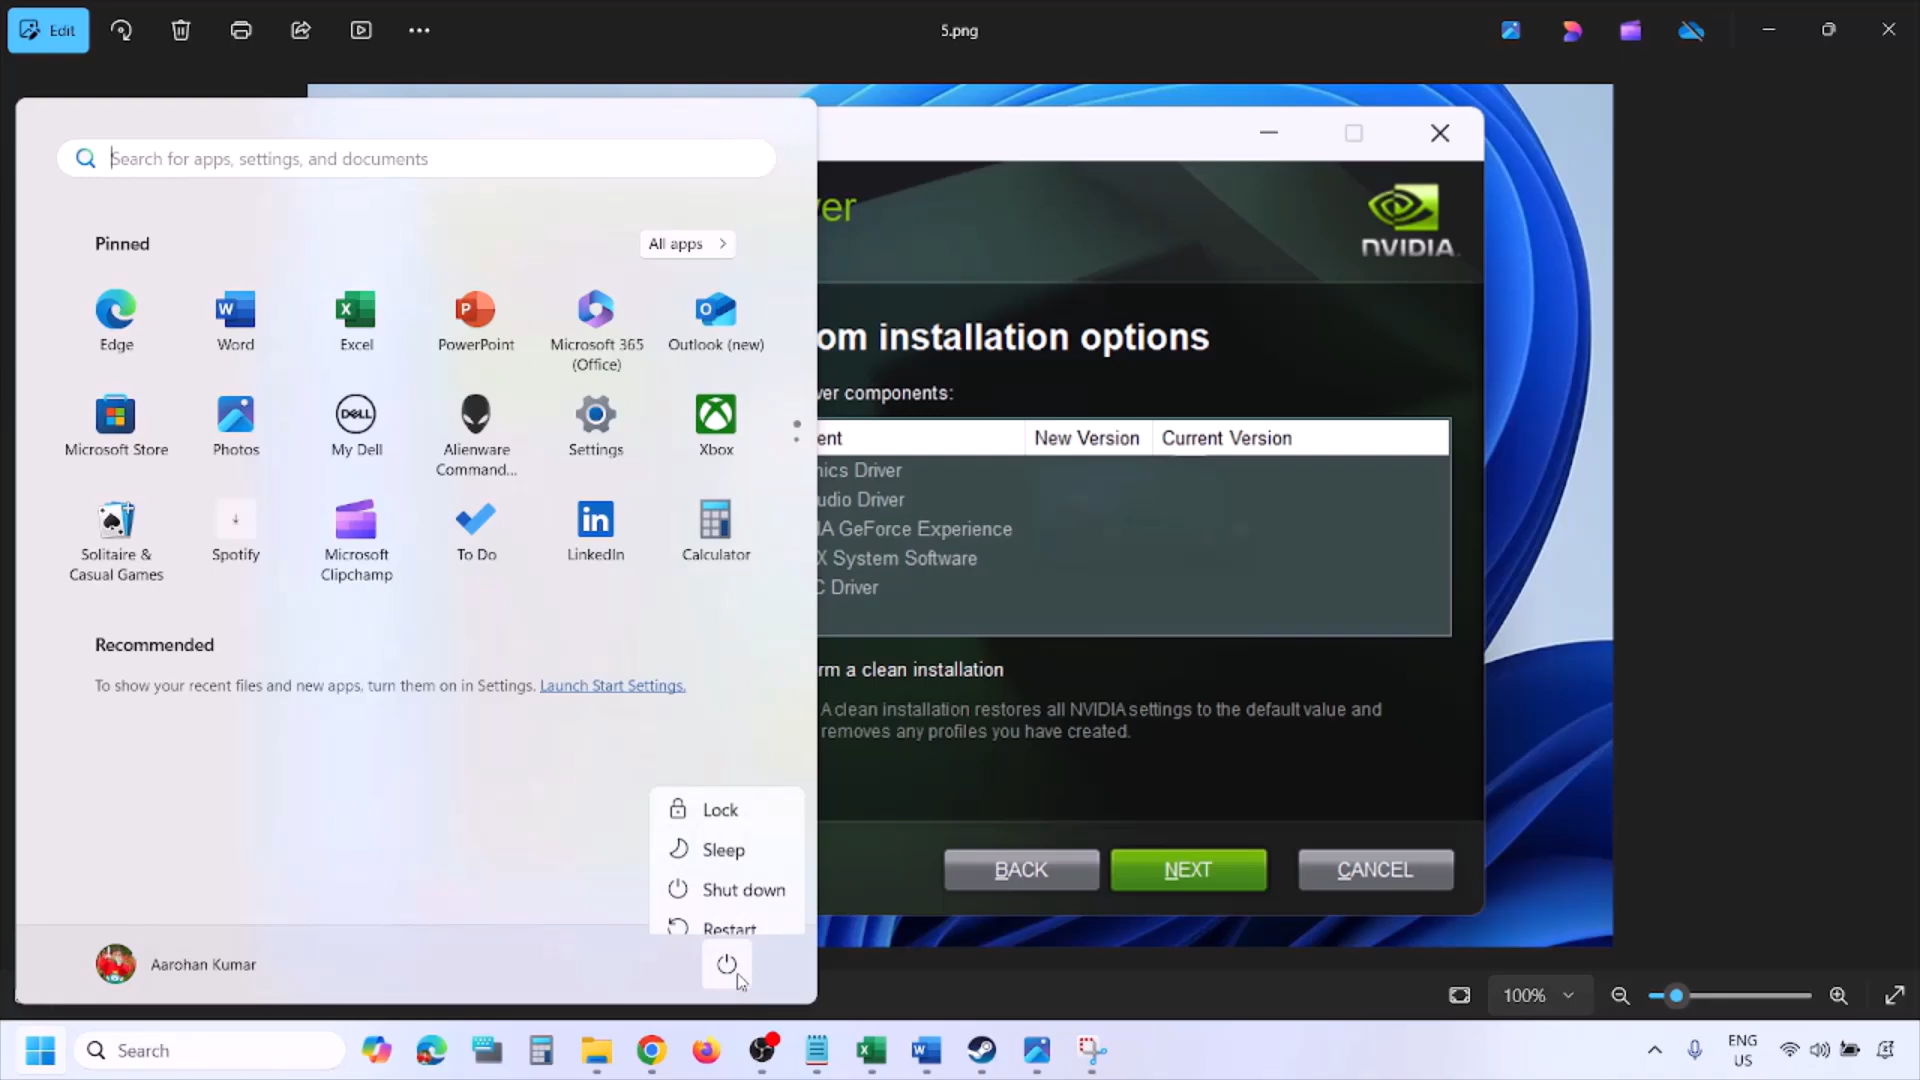 Edit
5.png
Search for apps, settings, and documents
Pinned
All apps
Edge
Word
Excel
PowerPoint
Microsoft 365
(Office)
Outlook (new)
Microsoft Store
Photos
DELL
My Dell
Alienware
Command...
Settings
Xbox
Solitaire &
Casual Games
Spotify
Microsoft
Clipchamp
To Do
LinkedIn
Calculator
Recommended
To show your recent files and new apps, turn them on in Settings. Launch Start Settings.
Lock
Sleep
Shut down
Restart
Aarohan Kumar
ver
NVIDIA
om installation options
ver components:
ent
New Version
Current Version
nics Driver
udio Driver
IA GeForce Experience
X System Software
C Driver
rm a clean installation
A clean installation restores all NVIDIA settings to the default value and
removes any profiles you have created.
BACK
NEXT
CANCEL
100%
Search
ENG
US